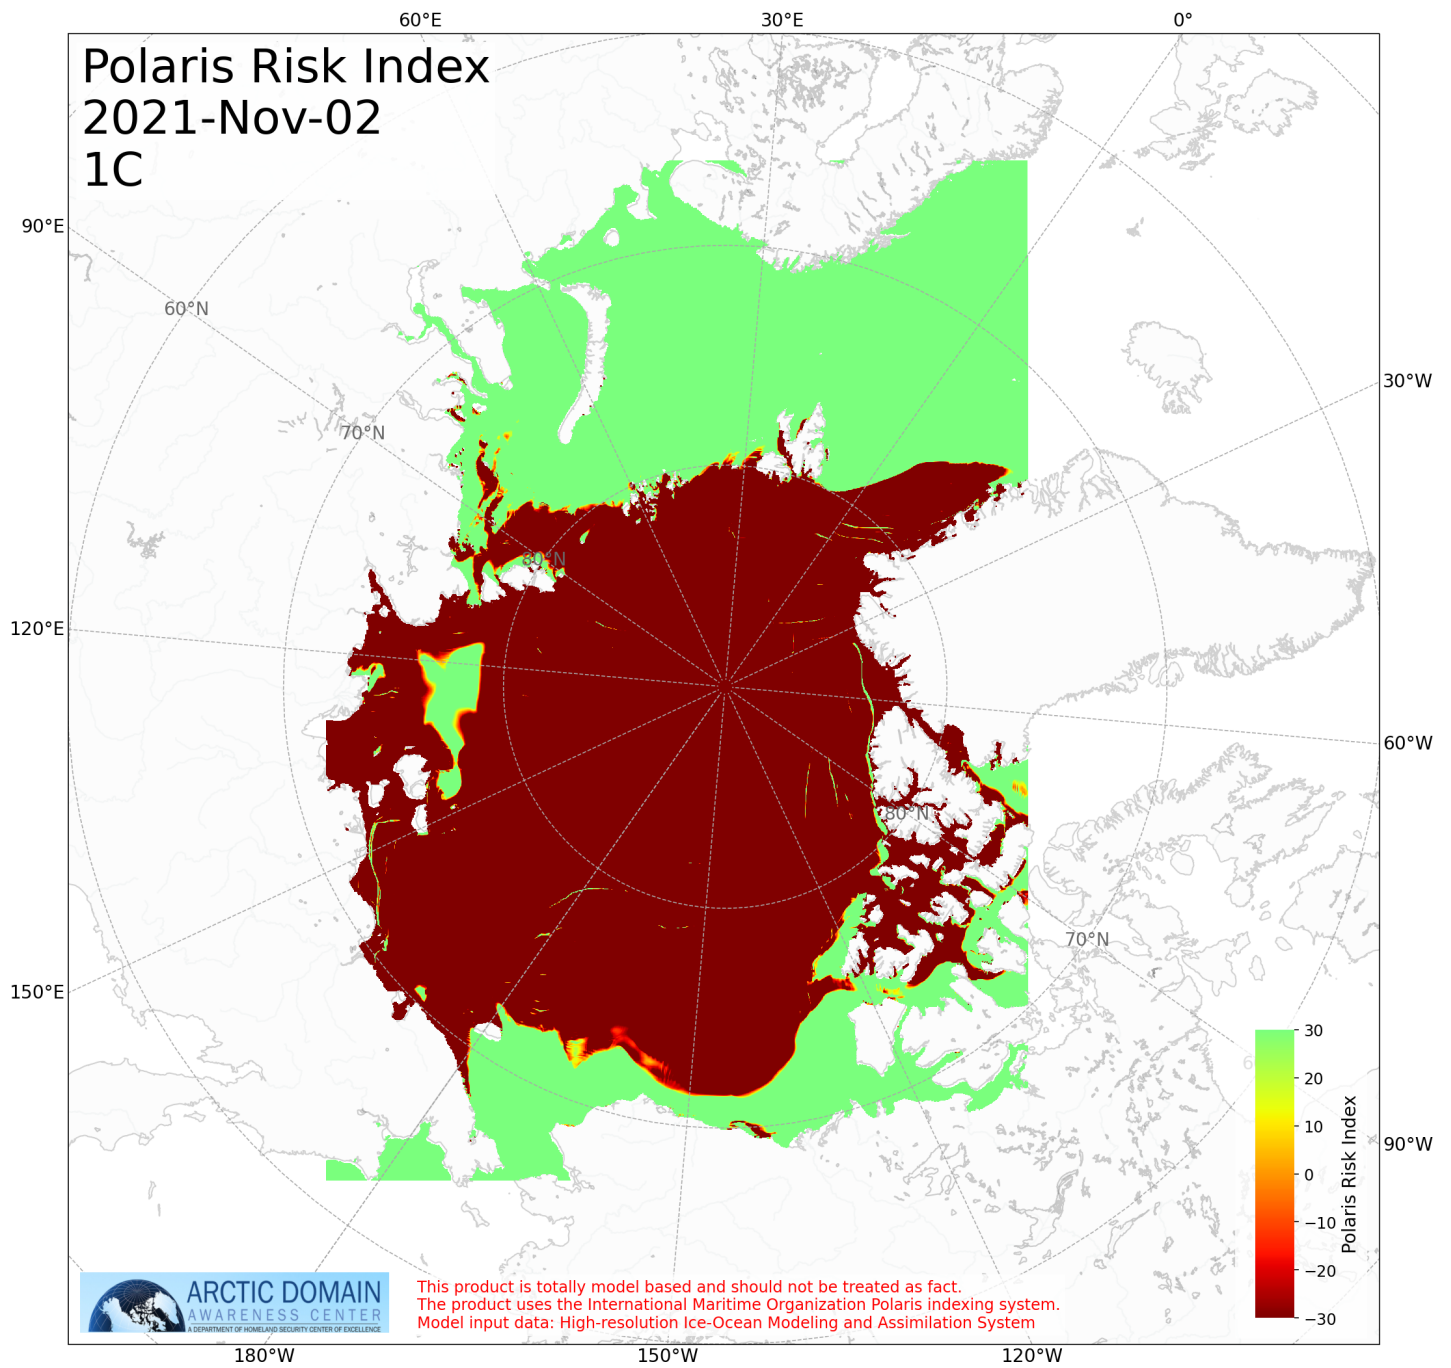 60°E 30°E 0°
Polaris Risk Index
2021-Nov-02
1C
90°E
60°N
30°W
70°N
80°N
120°E
60°W
80°N
70°N
150°E
30
20
10
0
−10
−20
−30
Polaris Risk Index
90°W
ARCTIC DOMAIN
AWARENESS CENTER
A DEPARTMENT OF HOMELAND SECURITY CENTER OF EXCELLENCE
This product is totally model based and should not be treated as fact.
The product uses the International Maritime Organization Polaris indexing system.
Model input data: High-resolution Ice-Ocean Modeling and Assimilation System
180°W 150°W 120°W